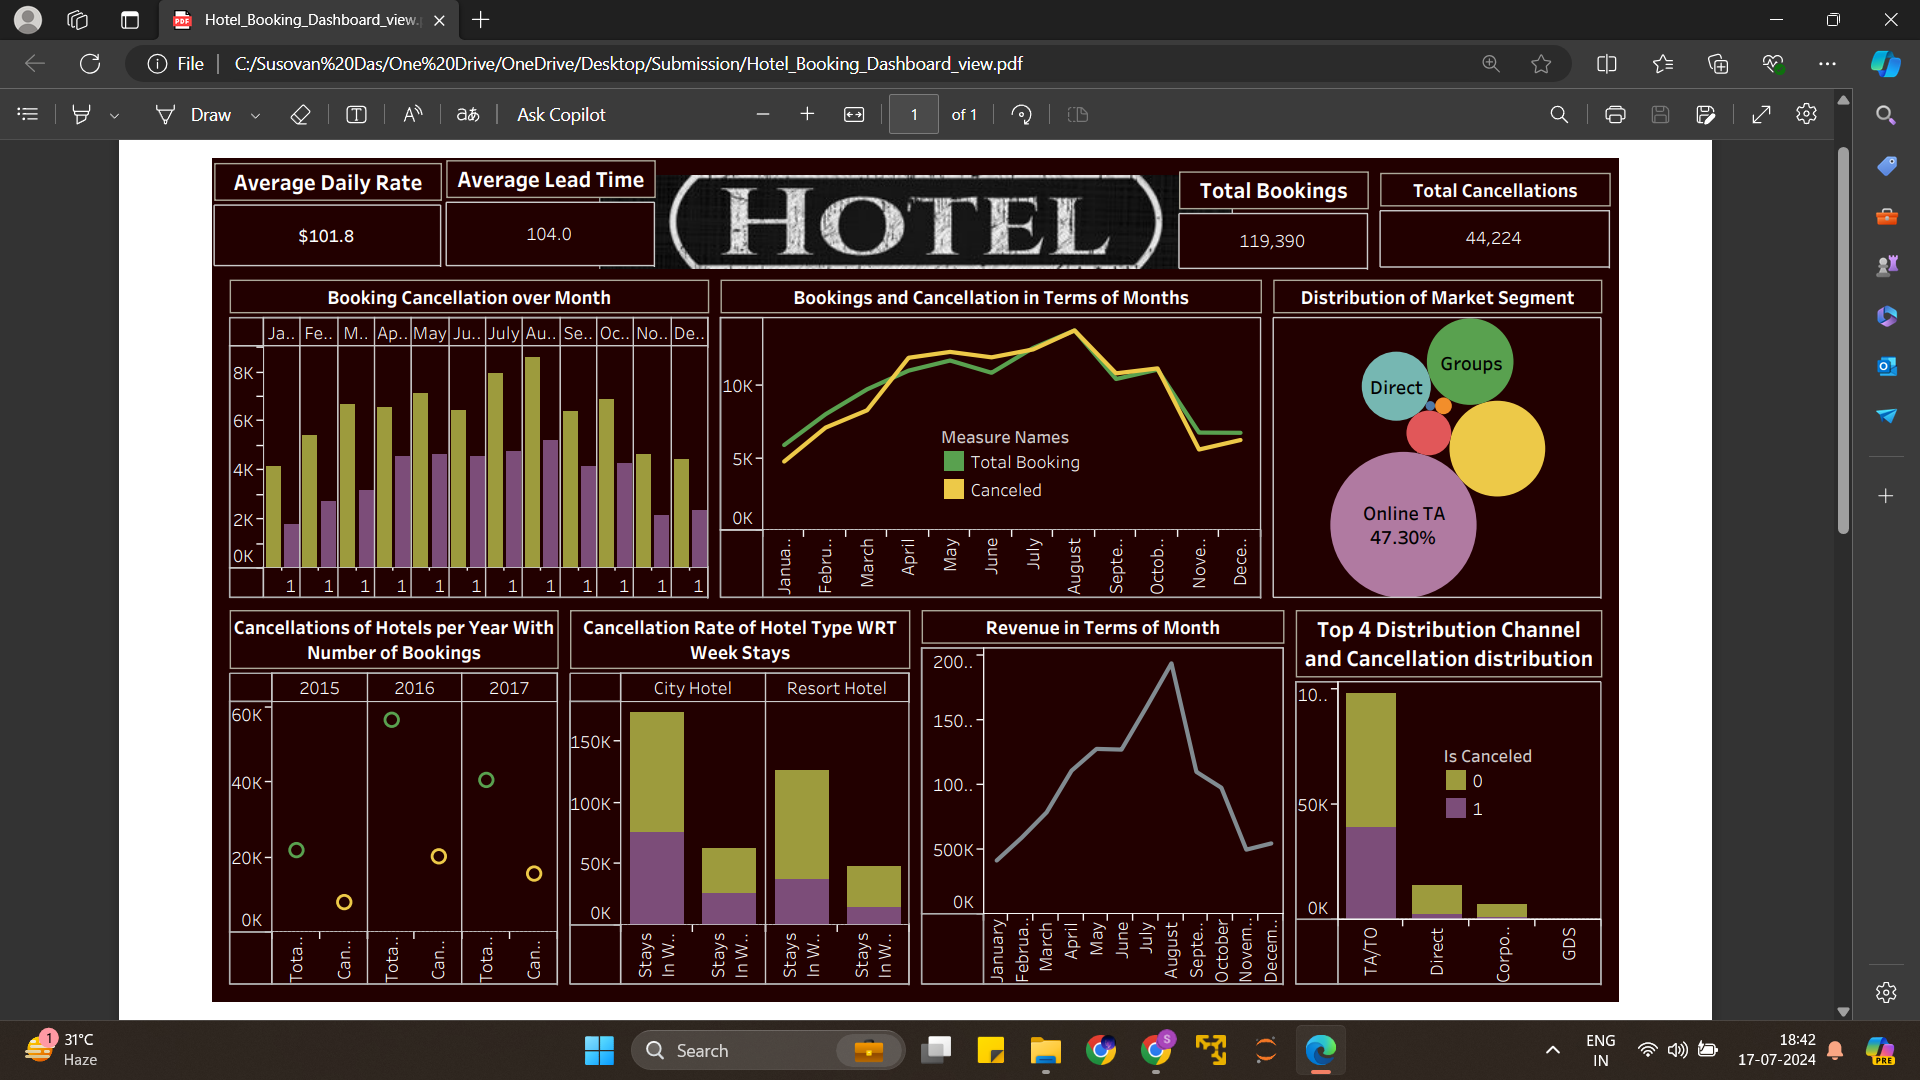 Hotel_Booking_Dashboard_view.p
File
C:/Susovan%20Das/One%20Drive/OneDrive/Desktop/Submission/Hotel_Booking_Dashboard_view.pdf
Draw
aあ
Ask Copilot
1
of 1
Average Daily Rate
$101.8
Average Lead Time
104.0
HOTEL
Total Bookings
119,390
Total Cancellations
44,224
Booking Cancellation over Month
Ja.. Fe.. M.. Ap.. May Ju.. July Au.. Se.. Oc.. No.. De..
8K
6K
4K
2K
0K
1 1 1 1 1 1 1 1 1 1 1 1
Bookings and Cancellation in Terms of Months
10K
5K
0K
Measure Names
Total Booking
Canceled
Janua..
Febru..
March
April
May
June
July
August
Septe..
Octob..
Nove..
Dece..
Distribution of Market Segment
Groups
Direct
Online TA
47.30%
Cancellations of Hotels per Year With
Number of Bookings
2015 2016 2017
60K
40K
20K
0K
Tota..
Can..
Tota..
Can..
Tota..
Can..
Cancellation Rate of Hotel Type WRT
Week Stays
City Hotel Resort Hotel
150K
100K
50K
0K
Stays
In W..
Stays
In W..
Stays
In W..
Stays
In W..
Revenue in Terms of Month
200..
150..
100..
500K
0K
January
Februa..
March
April
May
June
July
August
Septe..
October
Novem..
Decem..
Top 4 Distribution Channel
and Cancellation distribution
10..
50K
0K
Is Canceled
0
1
TA/TO
Direct
Corpo..
GDS
1
31°C
Haze
Search
S
ENG
IN
18:42
17-07-2024
PRE